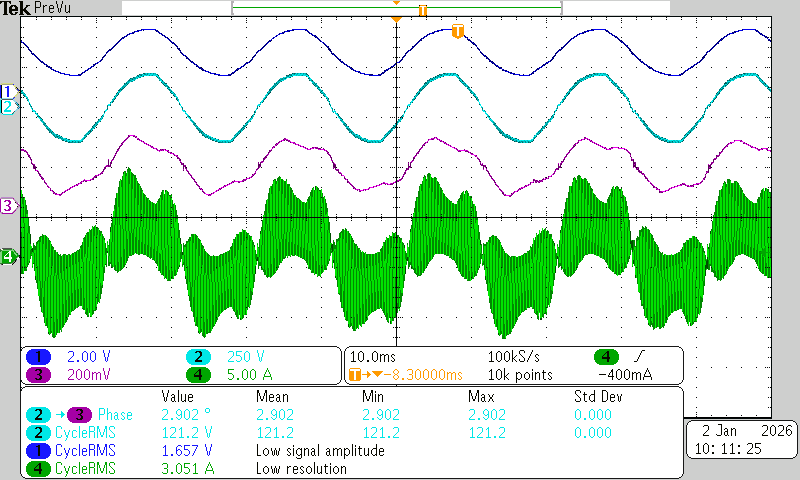 Tek PreVu
T
T
1
2
3
4
1 2.00 V 2 250 V
3 200mV 4 5.00 A
10.0ms 100kS/s 4
T→▼-8.30000ms 10k points -400mA
Value Mean Min Max Std Dev
2 → 3 Phase 2.902 ° 2.902 2.902 2.902 0.000
2 CycleRMS 121.2 V 121.2 121.2 121.2 0.000
1 CycleRMS 1.657 V Low signal amplitude
4 CycleRMS 3.051 A Low resolution
2 Jan 2026
10:11:25